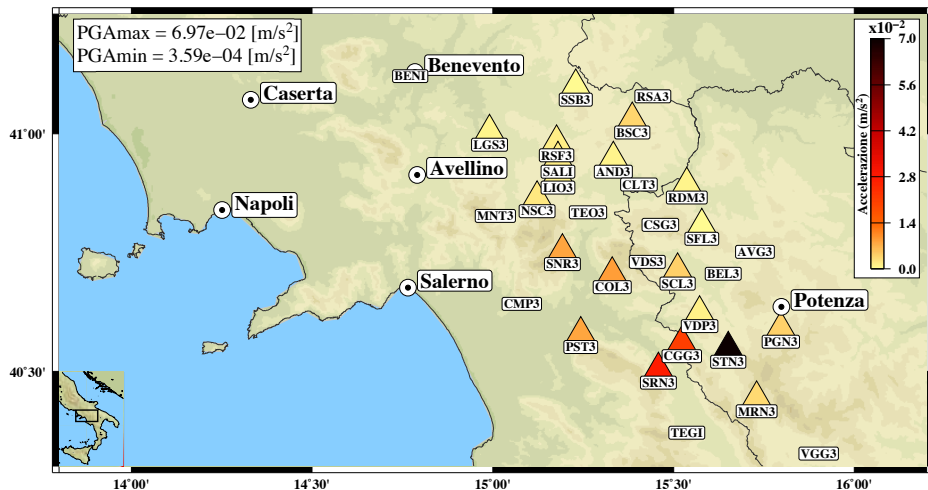 PGAmax = 6.97e−02 [m/s²]
PGAmin = 3.59e−04 [m/s²]
x10⁻²
7.0
5.6
4.2
2.8
1.4
0.0
Accelerazione (m/s²)
Benevento
BENI
Caserta
SSB3
RSA3
BSC3
41°00'
LGS3
RSF3
SALI
LIO3
AND3
CLT3
Avellino
RDM3
Napoli
NSC3
MNT3
TEO3
CSG3
SFL3
AVG3
SNR3
VDS3
COL3
SCL3
BEL3
Salerno
CMP3
Potenza
VDP3
PST3
PGN3
CGG3
STN3
40°30'
SRN3
MRN3
TEGI
VGG3
14°00'
14°30'
15°00'
15°30'
16°00'